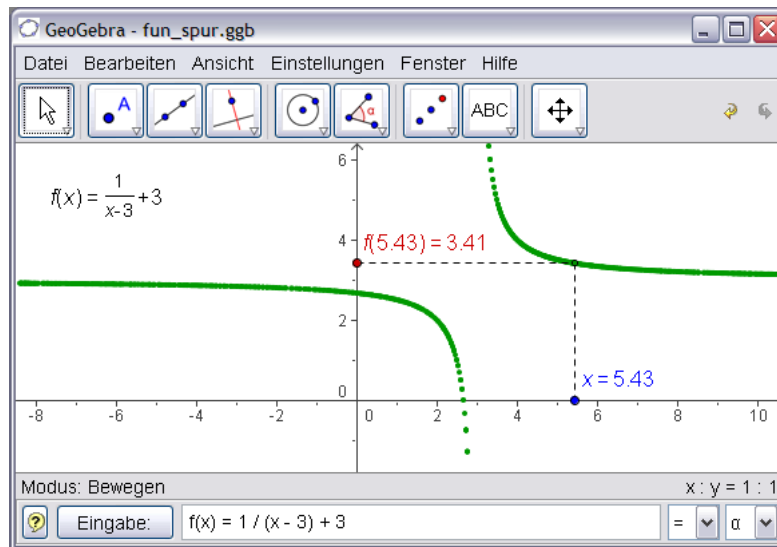 GeoGebra - fun_spur.ggb
Datei Bearbeiten Ansicht Einstellungen Fenster Hilfe
A α ABC
f(x) = 1/(x-3) + 3
6
f(5.43) = 3.41
4
2
x = 5.43
0
-8 -6 -4 -2 0 2 4 6 8 10
Modus: Bewegen x : y = 1 : 1
? Eingabe: f(x) = 1 / (x - 3) + 3 = α